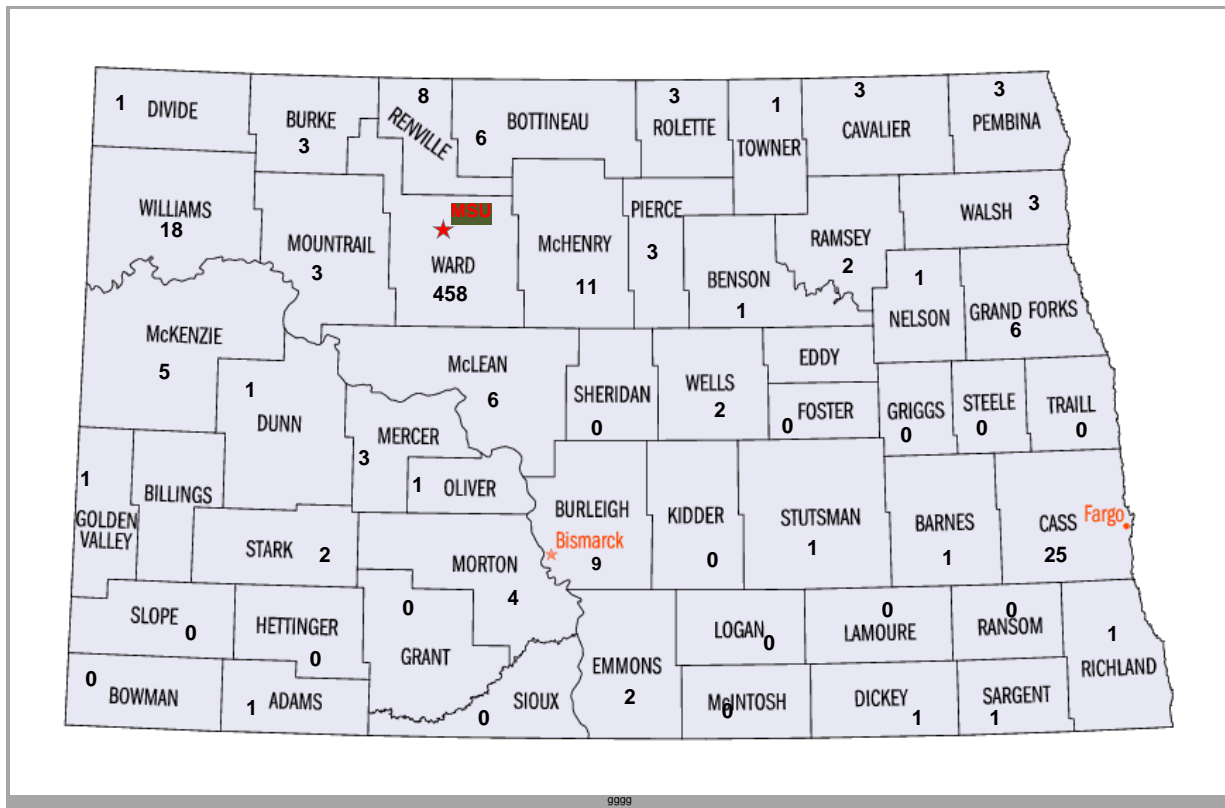 1 DIVIDE
BURKE
3
8
RENVILLE
6 BOTTINEAU
3
ROLETTE
1
TOWNER
3
CAVALIER
3
PEMBINA
WILLIAMS
18
MOUNTRAIL
3
MSU
WARD
458
McHENRY
11
PIERCE
3
BENSON
1
RAMSEY
2
WALSH 3
1
NELSON
GRAND FORKS
6
McKENZIE
5
1
DUNN
McLEAN
6
SHERIDAN
0
WELLS
2
EDDY
FOSTER
0
GRIGGS
0
STEELE
0
TRAILL
0
MERCER
3
1 OLIVER
1
GOLDEN
VALLEY
BILLINGS
STARK 2
BURLEIGH
Bismarck
9
KIDDER
0
STUTSMAN
1
BARNES
1
CASS
25
Fargo
MORTON
4
SLOPE 0
HETTINGER
0
0
GRANT
0
BOWMAN
1 ADAMS
SIOUX
0
EMMONS
2
LOGAN 0
0
LAMOURE
0
RANSOM
1
RICHLAND
McINTOSH
0
DICKEY
1
SARGENT
1
gggg